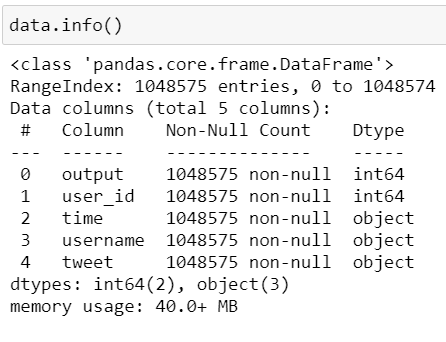 data.info()
<class 'pandas.core.frame.DataFrame'>
RangeIndex: 1048575 entries, 0 to 1048574
Data columns (total 5 columns):
 #   Column    Non-Null Count    Dtype
---  ------    --------------    -----
 0   output    1048575 non-null  int64
 1   user_id   1048575 non-null  int64
 2   time      1048575 non-null  object
 3   username  1048575 non-null  object
 4   tweet     1048575 non-null  object
dtypes: int64(2), object(3)
memory usage: 40.0+ MB